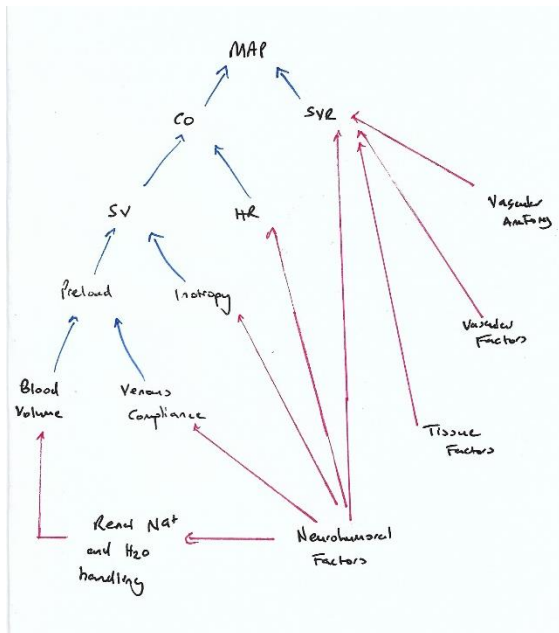 MAP
CO
SVR
SV
HR
Vascular
Anatomy
Preload
Inotropy
Vascular
Factors
Blood
Volume
Venous
Compliance
Tissue
Factors
Renal Na+
and H2O
handling
Neurohumoral
Factors